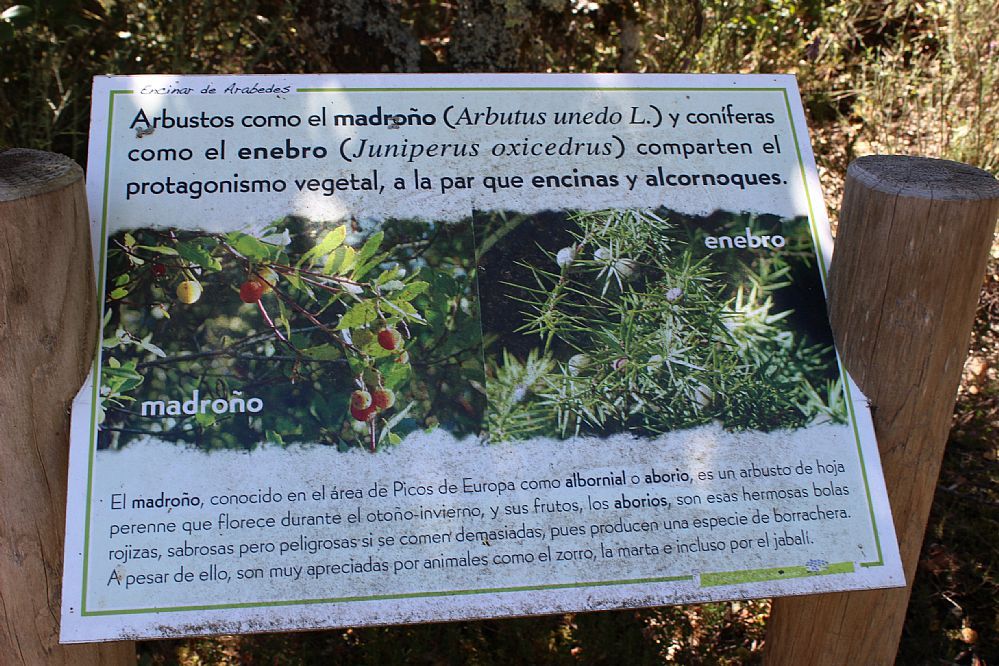 Encinar de Arabedes
Arbustos como el madroño (Arbutus unedo L.) y coníferas
como el enebro (Juniperus oxicedrus) comparten el
protagonismo vegetal, a la par que encinas y alcornoques.
enebro
madroño
El madroño, conocido en el área de Picos de Europa como albornial o aborio, es un arbusto de hoja
perenne que florece durante el otoño-invierno, y sus frutos, los aborios, son esas hermosas bolas
rojizas, sabrosas pero peligrosas si se comen demasiadas, pues producen una especie de borrachera.
A pesar de ello, son muy apreciadas por animales como el zorro, la marta e incluso por el jabalí.